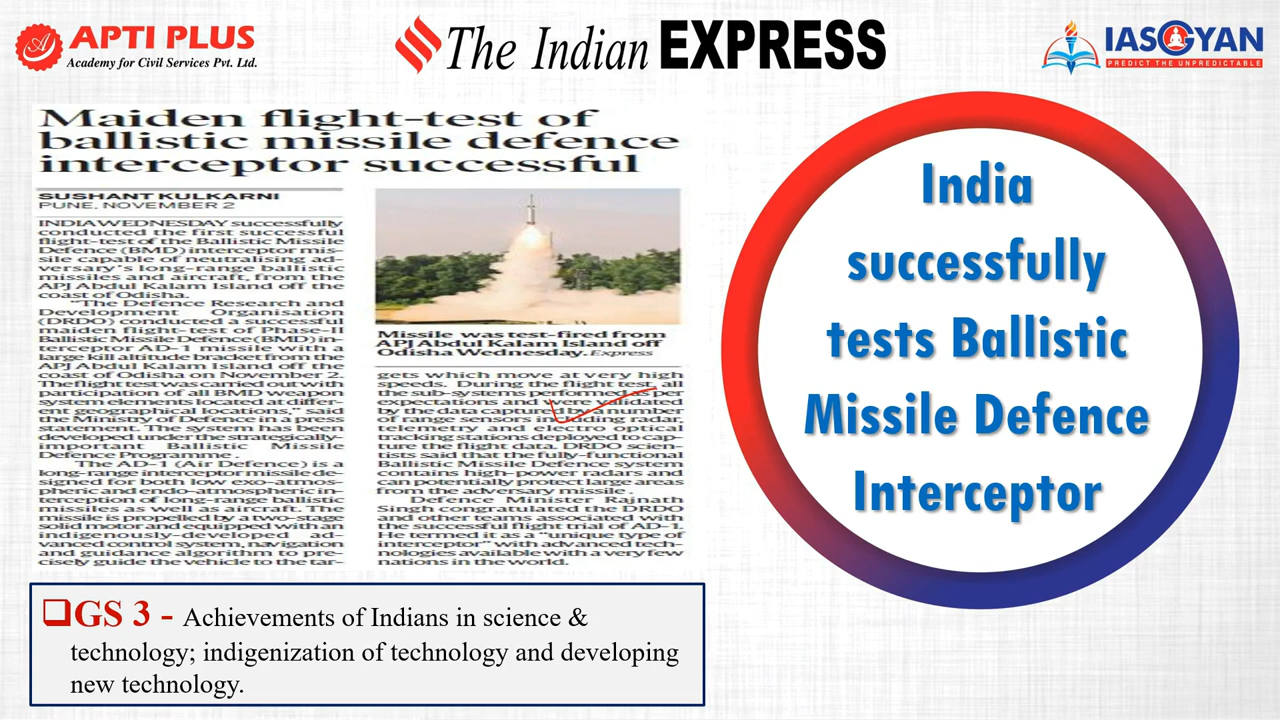 APTI PLUS
Academy for Civil Services Pvt. Ltd.
The Indian EXPRESS
IASGYAN
PREDICT THE UNPREDICTABLE
Maiden flight-test of
ballistic missile defence
interceptor successful
SUSHANT KULKARNI
PUNE, NOVEMBER 2
INDIA WEDNESDAY successfully
conducted the first successful
flight-test of the Ballistic Missile
Defence (BMD) interceptor mis-
sile capable of neutralising ad-
versary's long-range ballistic
missiles and aircraft, from the
APJ Abdul Kalam Island off the
coast of Odisha.
"The Defence Research and
Development Organisation
(DRDO) conducted a successful
maiden flight-test of Phase-II
Ballistic Missile Defence (BMD) in-
terceptor AD-1 missile with a
large kill altitude bracket from the
APJ Abdul Kalam Island off the
coast of Odisha on November 2.
The flight test was carried out with
participation of all BMD weapon
system elements located at differ-
ent geographical locations," said
the Ministry of Defence in a press
statement. The system has been
developed under the strategically-
important Ballistic Missile
Defence Programme .
The AD-1 (Air Defence) is a
long-range interceptor missile de-
signed for both low exo-atmos-
pheric and endo-atmospheric in-
terception of long-range ballistic
missiles as well as aircraft. The
missile is propelled by a two-stage
solid motor and equipped with an
indigenously-developed ad-
vanced control system, navigation
and guidance algorithm to pre-
cisely guide the vehicle to the tar-
Missile was test-fired from
APJ Abdul Kalam Island off
Odisha Wednesday. Express
gets which move at very high
speeds. During the flight test, all
the sub-systems performed as per
expectations and were validated
by the data captured by a number
of range sensors including radar,
telemetry and electro optical
tracking stations deployed to cap-
ture the flight data. DRDO scien-
tists said that the fully-functional
Ballistic Missile Defence system
contains high-power radars and
can potentially protect large areas
from the adversary missile .
Defence Minister Rajnath
Singh congratulated the DRDO
and other teams associated with
the successful flight trial of AD-1.
He termed it as a "unique type of
interceptor" with advanced tech
nologies available with a very few
nations in the world.
India
successfully
tests Ballistic
Missile Defence
Interceptor
GS 3 - Achievements of Indians in science &
technology; indigenization of technology and developing
new technology.